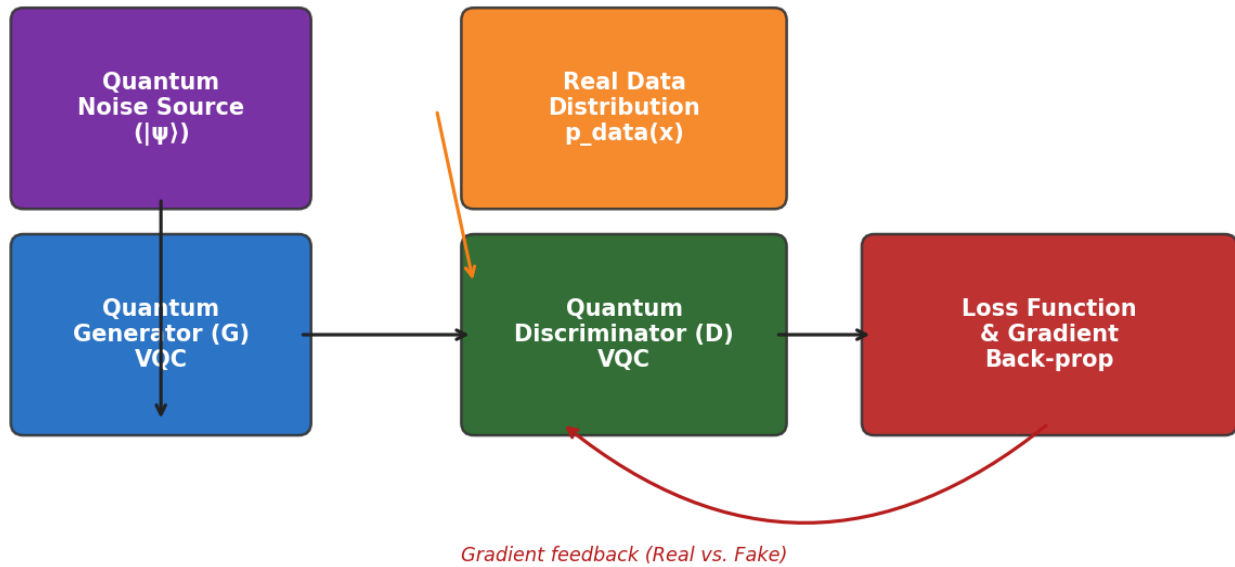 Quantum
Noise Source
(|ψ⟩)
Real Data
Distribution
p_data(x)
Quantum
Generator (G)
VQC
Quantum
Discriminator (D)
VQC
Loss Function
& Gradient
Back-prop
Gradient feedback (Real vs. Fake)